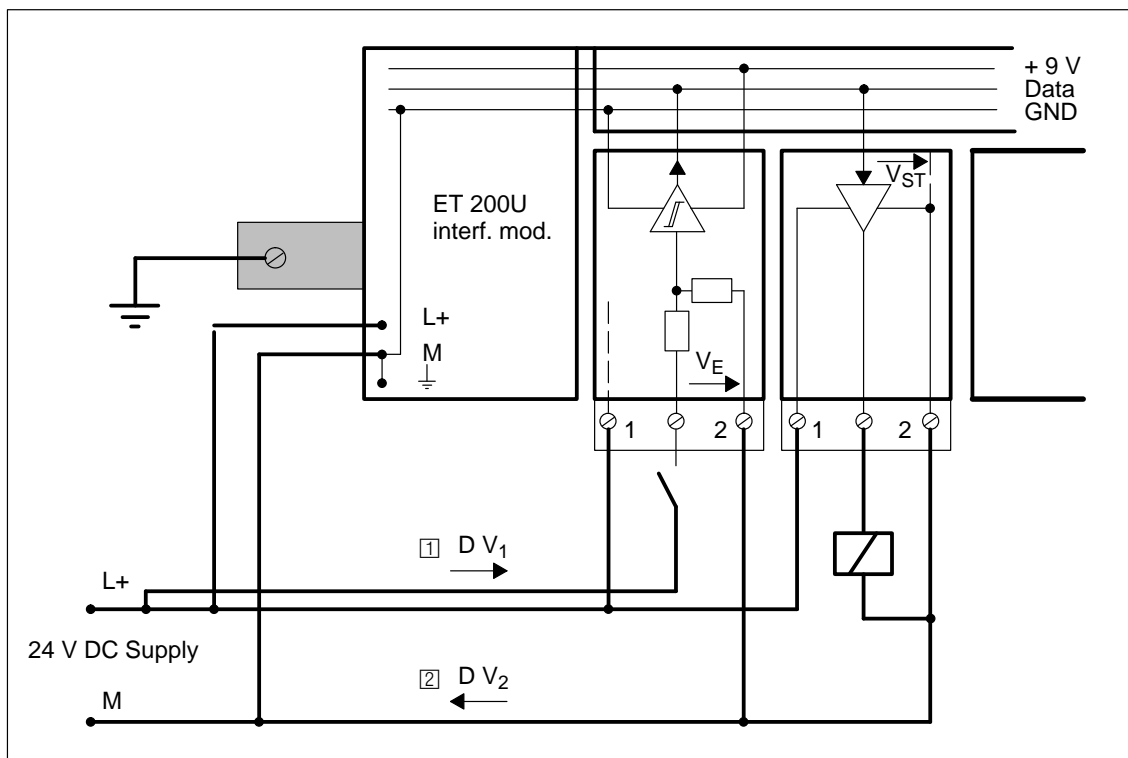 + 9 V
Data
GND
ET 200U
interf. mod.
V_ST
L+
M
V_E
1 2 1 2
1 D V_1
L+
24 V DC Supply
2 D V_2
M